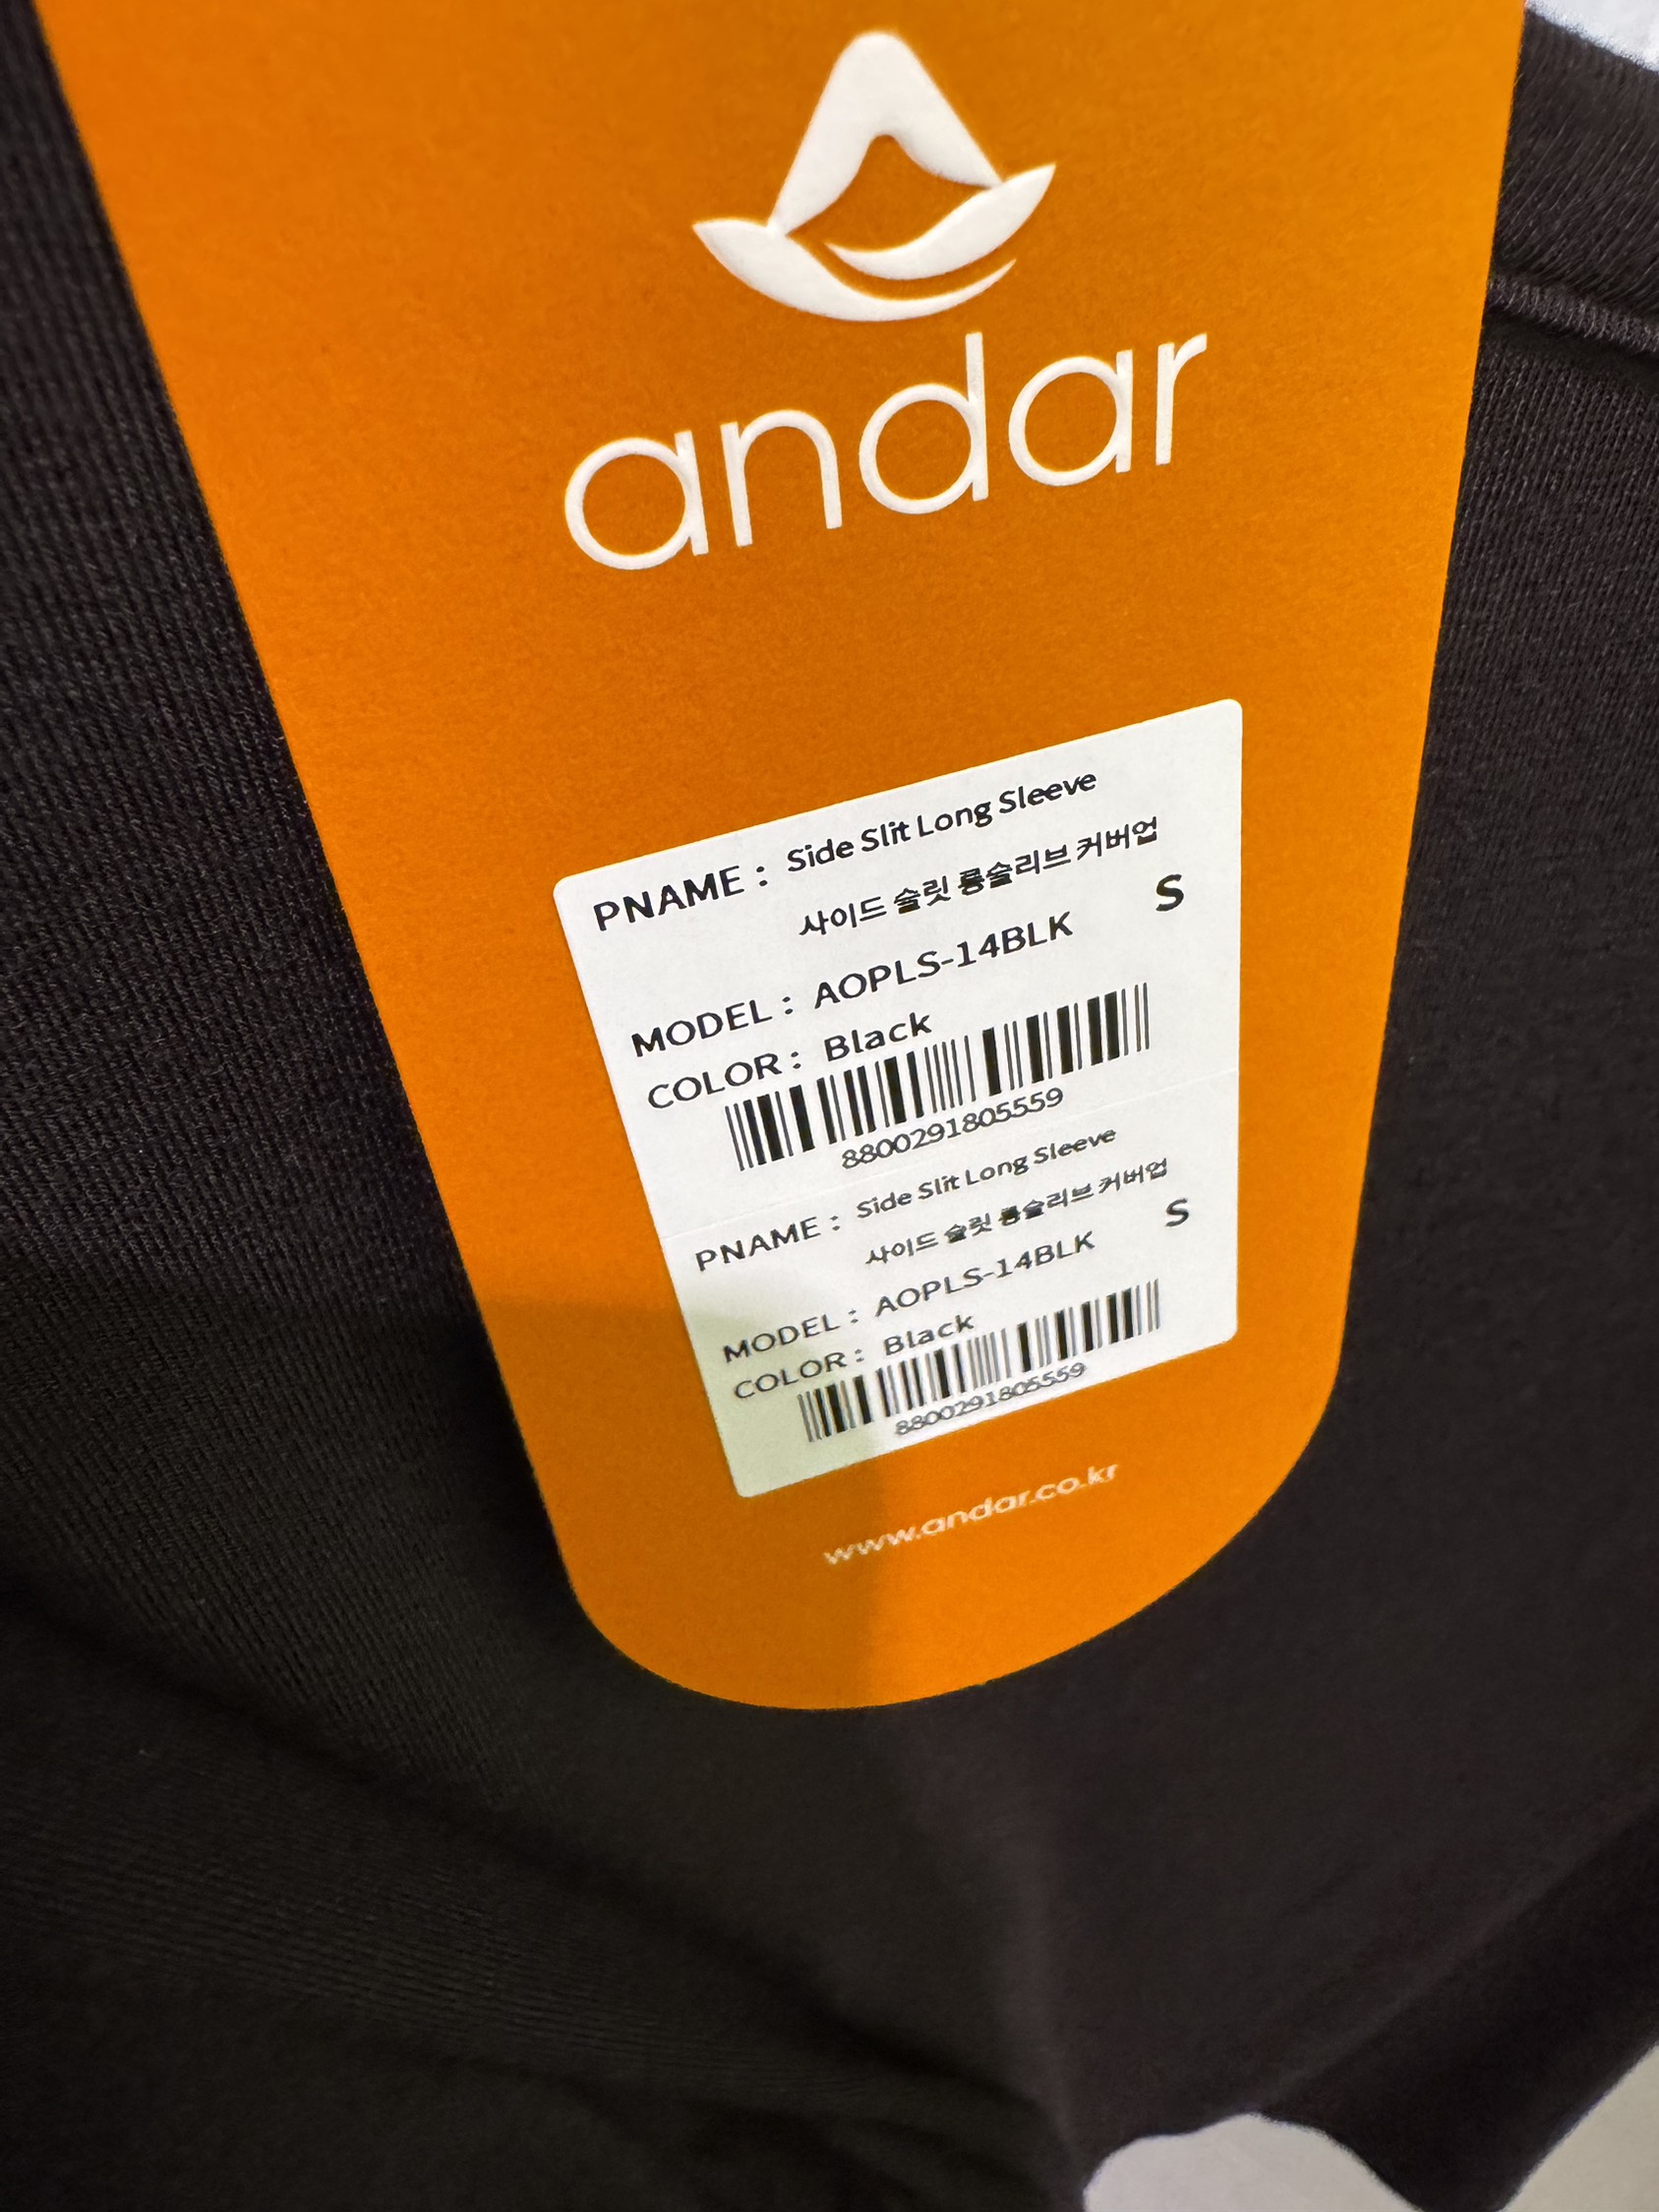 andar
PNAME : Side Slit Long Sleeve
사이드 슬릿 롱슬리브 커버업
S
MODEL : AOPLS-14BLK
COLOR : Black
8800291805559
PNAME : Side Slit Long Sleeve
사이드 슬릿 롱슬리브 커버업
S
MODEL : AOPLS-14BLK
COLOR : Black
8800291805559
www.andar.co.kr